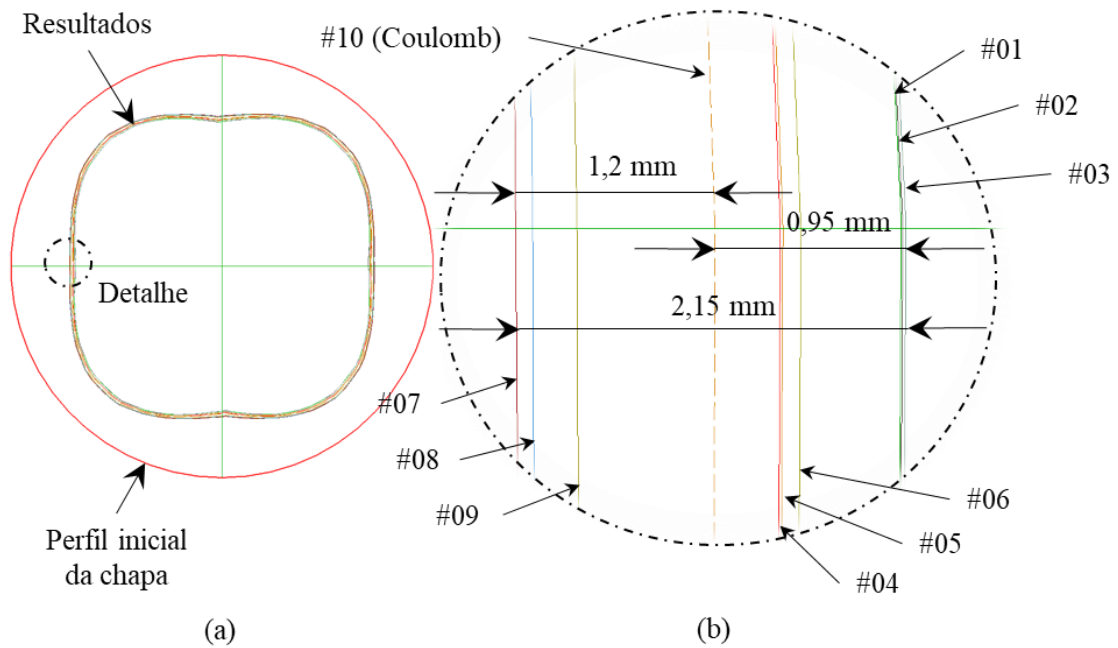 Resultados
#10 (Coulomb)
#01
#02
#03
1,2 mm
0,95 mm
Detalhe
2,15 mm
#07
#08
#09
#06
#05
#04
Perfil inicial
da chapa
(a)
(b)